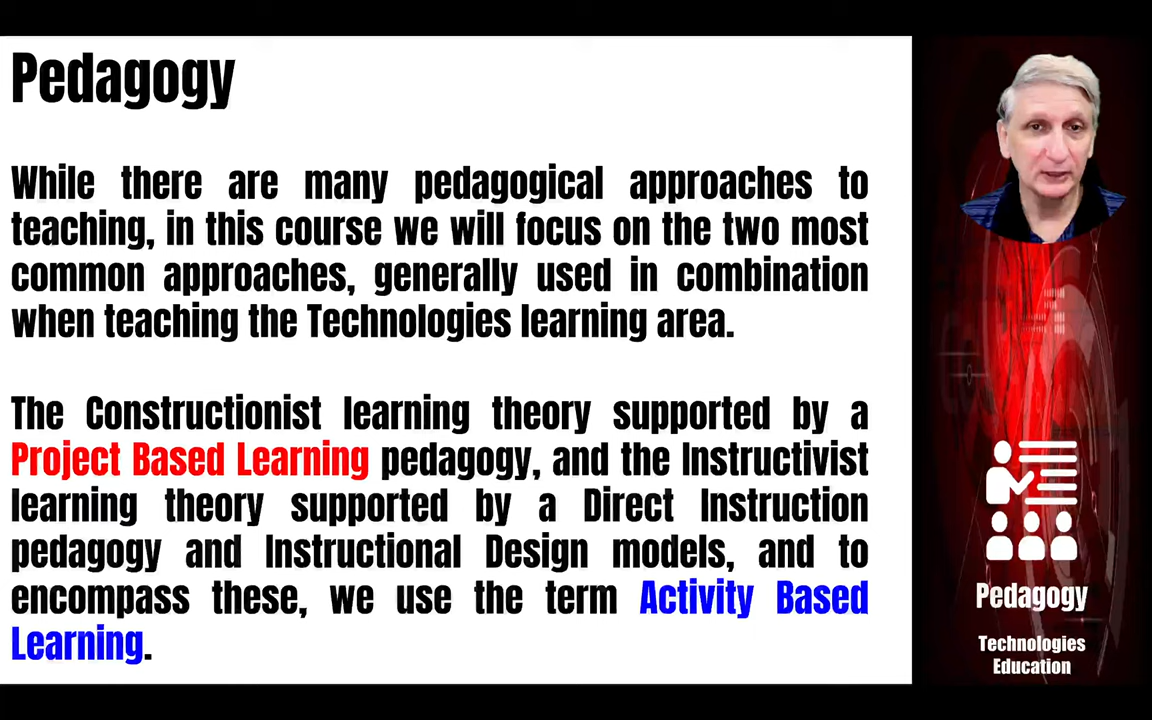 Pedagogy
While there are many pedagogical approaches to
teaching, in this course we will focus on the two most
common approaches, generally used in combination
when teaching the Technologies learning area.
The Constructionist learning theory supported by a
Project Based Learning pedagogy, and the Instructivist
learning theory supported by a Direct Instruction
pedagogy and Instructional Design models, and to
encompass these, we use the term Activity Based
Learning.
Pedagogy
Technologies
Education